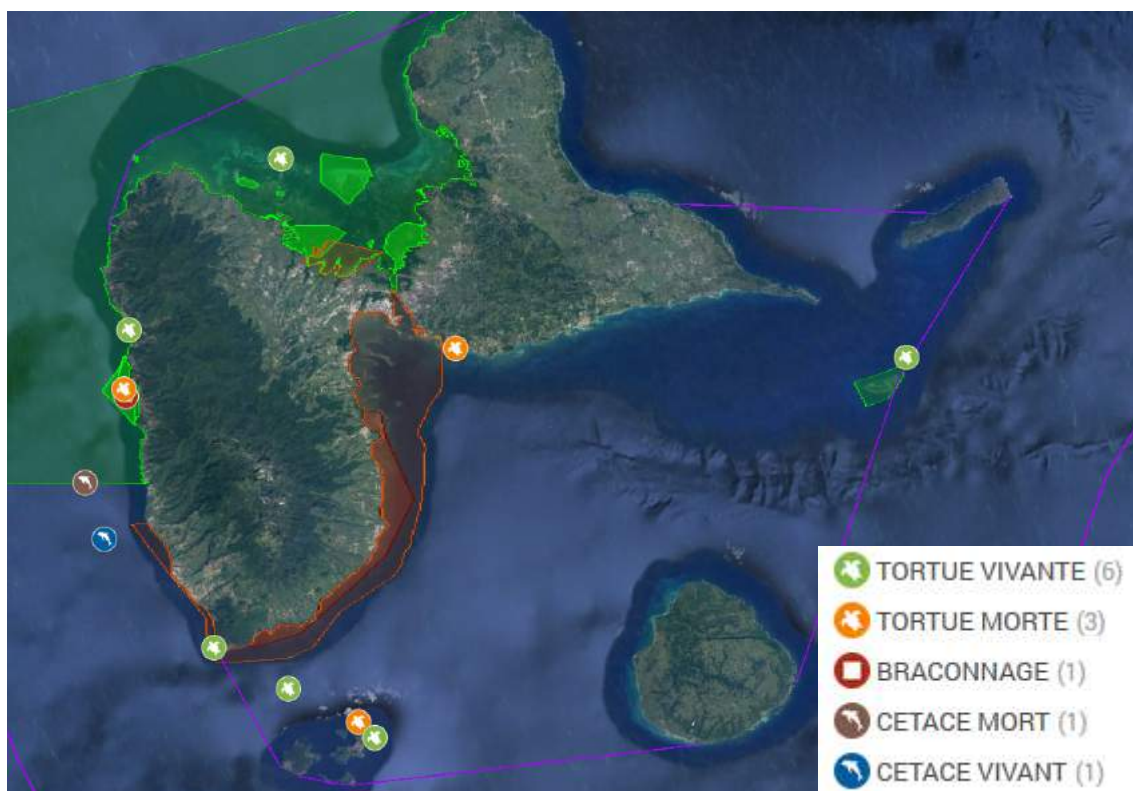 TORTUE VIVANTE (6)
TORTUE MORTE (3)
BRACONNAGE (1)
CETACE MORT (1)
CETACE VIVANT (1)